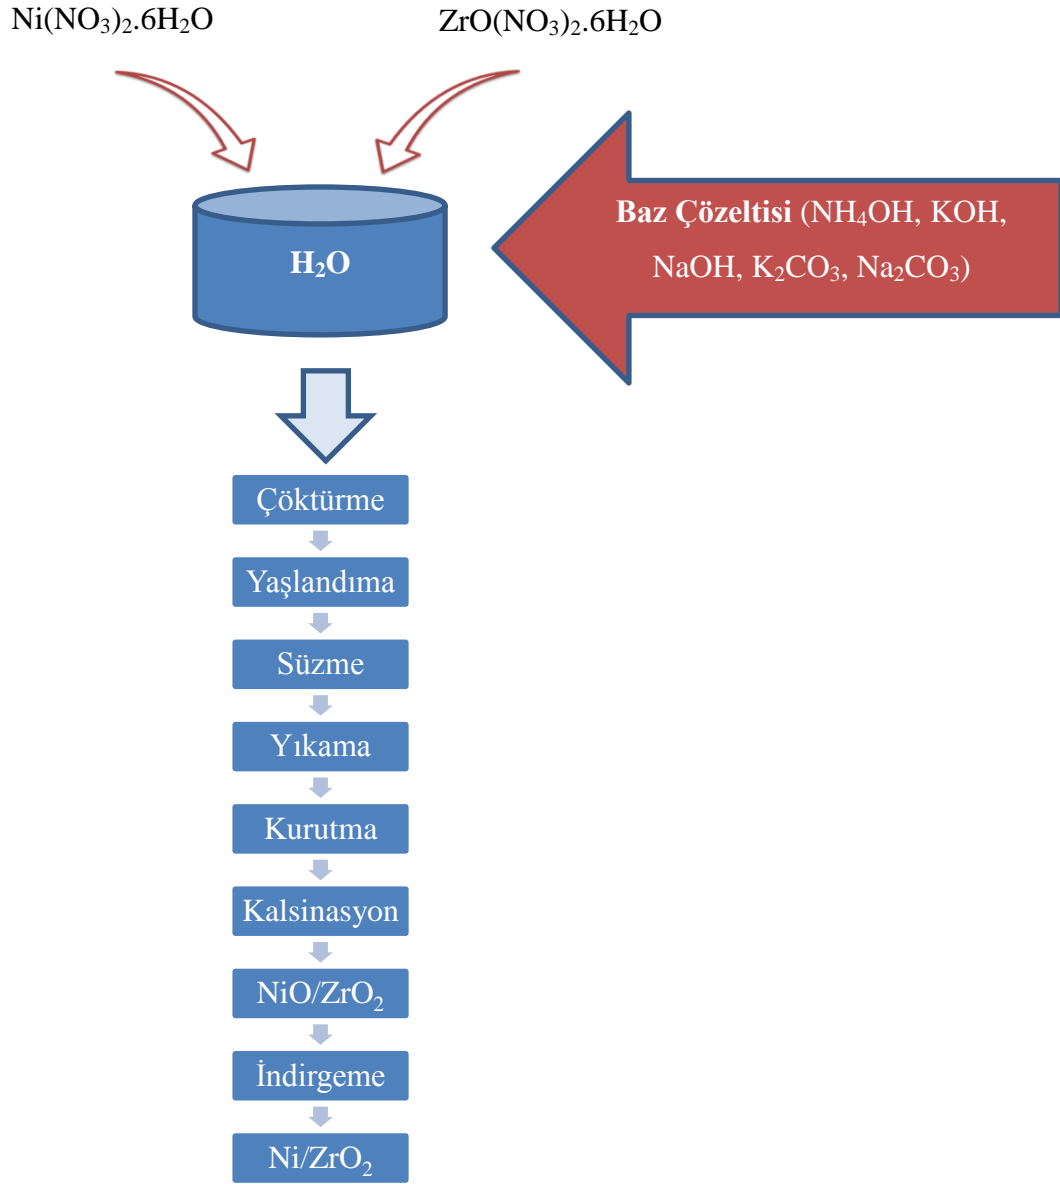 Ni(NO₃)₂.6H₂O
ZrO(NO₃)₂.6H₂O
Baz Çözeltisi (NH₄OH, KOH,
NaOH, K₂CO₃, Na₂CO₃)
H₂O
Çöktürme
Yaşlandıma
Süzme
Yıkama
Kurutma
Kalsinasyon
NiO/ZrO₂
İndirgeme
Ni/ZrO₂